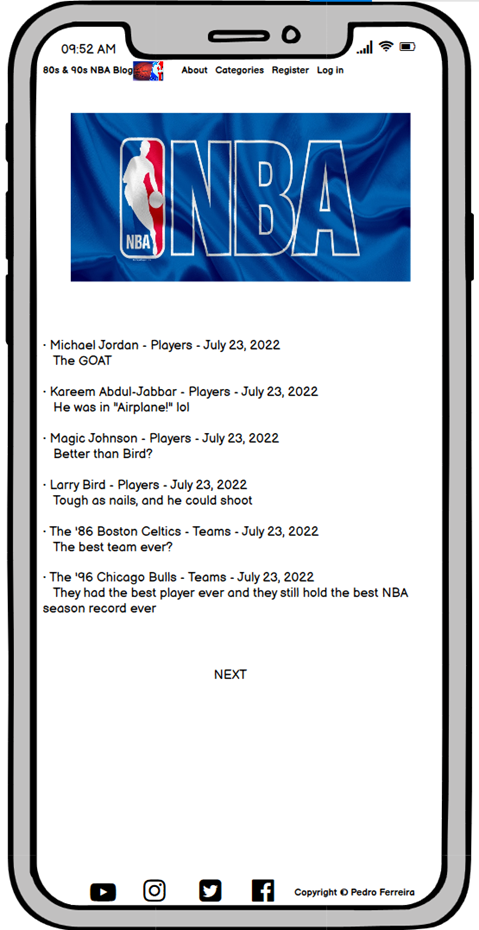 09:52 AM
80s & 90s NBA Blog About Categories Register Log in
NBA
NBA
· Michael Jordan - Players - July 23, 2022
The GOAT
· Kareem Abdul-Jabbar - Players - July 23, 2022
He was in "Airplane!" lol
· Magic Johnson - Players - July 23, 2022
Better than Bird?
· Larry Bird - Players - July 23, 2022
Tough as nails, and he could shoot
· The '86 Boston Celtics - Teams - July 23, 2022
The best team ever?
· The '96 Chicago Bulls - Teams - July 23, 2022
They had the best player ever and they still hold the best NBA
season record ever
NEXT
Copyright © Pedro Ferreira